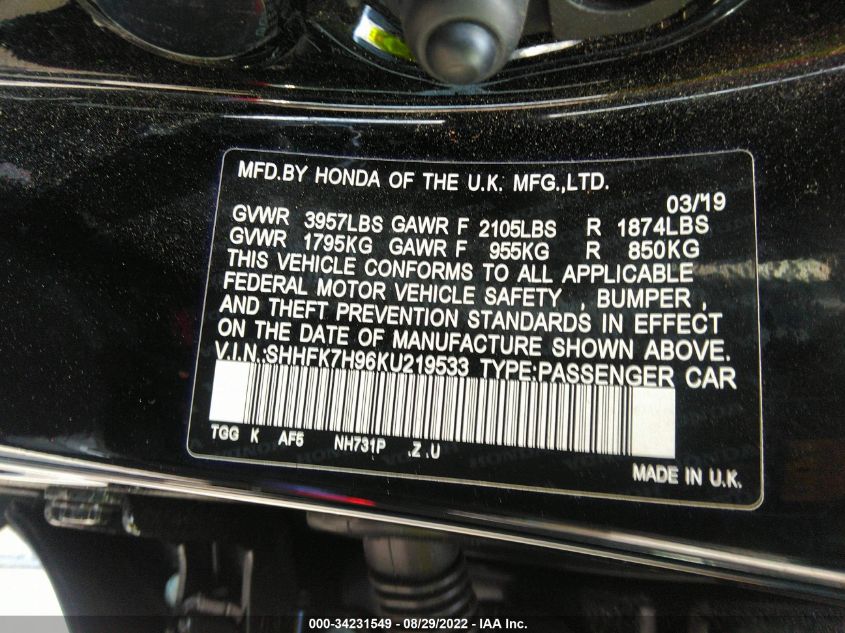 MFD.BY HONDA OF THE U.K. MFG.,LTD.
03/19
GVWR 3957LBS GAWR F 2105LBS R 1874LBS
GVWR 1795KG GAWR F 955KG R 850KG
THIS VEHICLE CONFORMS TO ALL APPLICABLE
FEDERAL MOTOR VEHICLE SAFETY , BUMPER ,
AND THEFT PREVENTION STANDARDS IN EFFECT
ON THE DATE OF MANUFACTURE SHOWN ABOVE.
V.I.N.:SHHFK7H96KU219533 TYPE:PASSENGER CAR
TGG K AF5 NH731P .Z .U
MADE IN U.K.
000-34231549 - 08/29/2022 - IAA Inc.